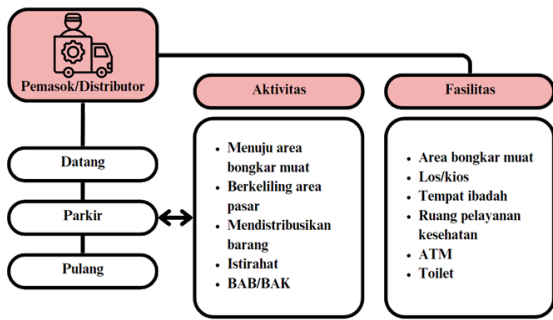 Pemasok/Distributor
Datang
Parkir
Pulang
Aktivitas
• Menuju area
bongkar muat
• Berkeliling area
pasar
• Mendistribusikan
barang
• Istirahat
• BAB/BAK
Fasilitas
• Area bongkar muat
• Los/kios
• Tempat ibadah
• Ruang pelayanan
kesehatan
• ATM
• Toilet